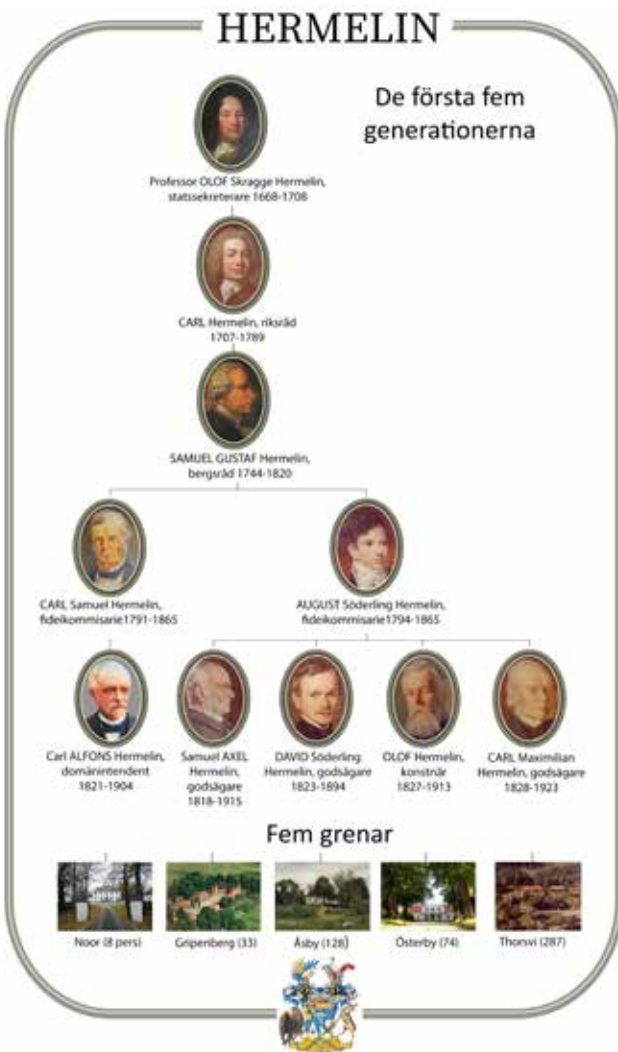 HERMELIN
De första fem
generationerna
Professor OLOF Skragge Hermelin,
statssekreterare 1668-1708
CARL Hermelin, riksråd
1707-1789
SAMUEL GUSTAF Hermelin,
bergsråd 1744-1820
CARL Samuel Hermelin,
fideikommisarie1791-1865
AUGUST Söderling Hermelin,
fideikommisarie1794-1865
Carl ALFONS Hermelin,
domänintendent
1821-1904
Samuel AXEL
Hermelin,
godsägare
1818-1915
DAVID Söderling
Hermelin, godsägare
1823-1894
OLOF Hermelin,
konstnär
1827-1913
CARL Maximilian
Hermelin, godsägare
1828-1923
Fem grenar
Noor (8 pers)
Gripenberg (33)
Åsby (128)
Österby (74)
Thorsvi (287)